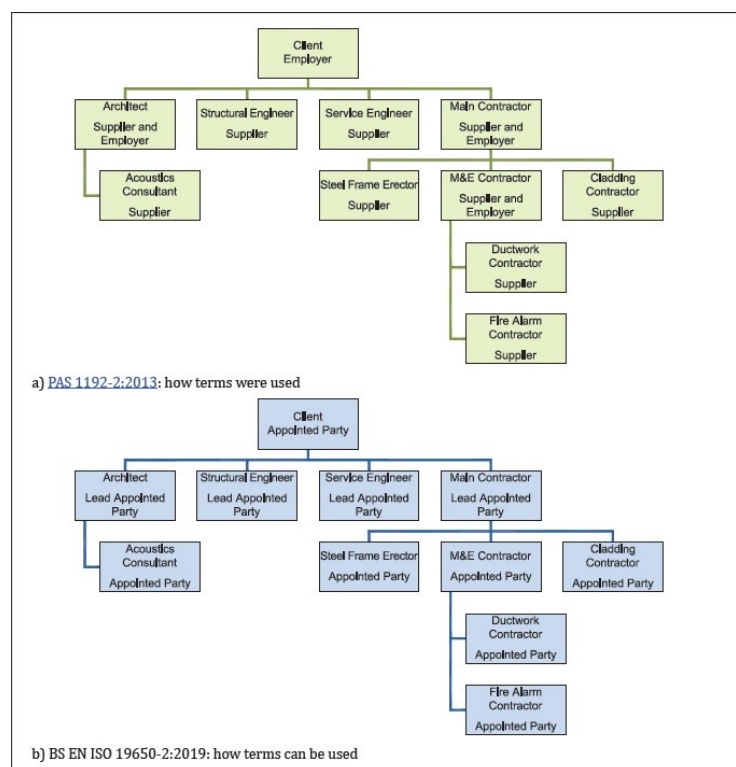 Client
Employer
Architect
Supplier and
Employer
Structural Engineer
Supplier
Service Engineer
Supplier
Main Contractor
Supplier and
Employer
Acoustics
Consultant
Supplier
Steel Frame Erector
Supplier
M&E Contractor
Supplier and
Employer
Cladding
Contractor
Supplier
Ductwork
Contractor
Supplier
Fire Alarm
Contractor
Supplier
a) PAS 1192-2:2013: how terms were used
Client
Appointed Party
Architect
Lead Appointed
Party
Structural Engineer
Lead Appointed
Party
Service Engineer
Lead Appointed
Party
Main Contractor
Lead Appointed
Party
Acoustics
Consultant
Appointed Party
Steel Frame Erector
Appointed Party
M&E Contractor
Appointed Party
Cladding
Contractor
Appointed Party
Ductwork
Contractor
Appointed Party
Fire Alarm
Contractor
Appointed Party
b) BS EN ISO 19650-2:2019: how terms can be used